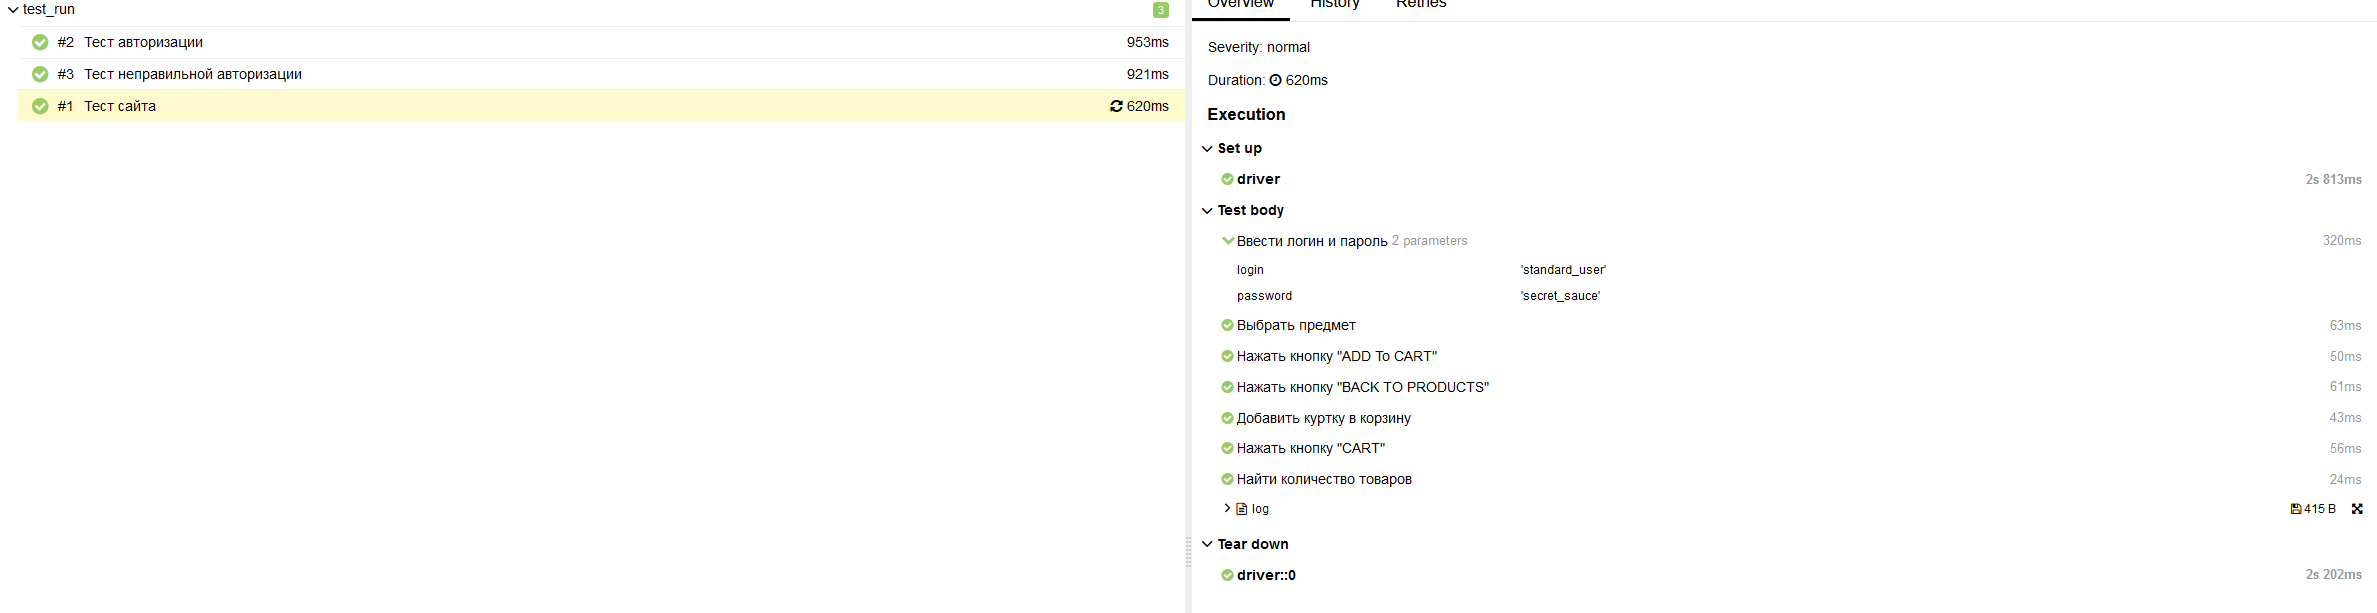 test_run 3
#2 Тест авторизации 953ms
#3 Тест неправильной авторизации 921ms
#1 Тест сайта 620ms
Overview History Retries
Severity: normal
Duration: 620ms
Execution
Set up
driver 2s 813ms
Test body
Ввести логин и пароль 2 parameters 320ms
login 'standard_user'
password 'secret_sauce'
Выбрать предмет 63ms
Нажать кнопку "ADD To CART" 50ms
Нажать кнопку "BACK TO PRODUCTS" 61ms
Добавить куртку в корзину 43ms
Нажать кнопку "CART" 56ms
Найти количество товаров 24ms
log 415 B
Tear down
driver::0 2s 202ms